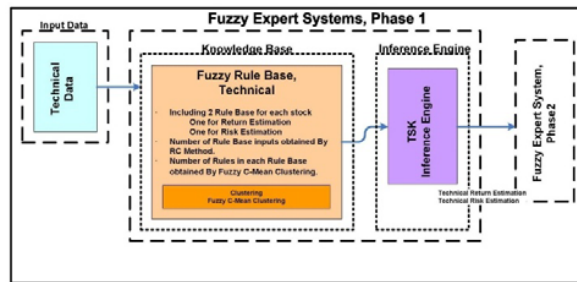 Fuzzy Expert Systems, Phase 1
Input Data
Technical
Data
Knowledge Base
Fuzzy Rule Base,
Technical
- Including 2 Rule Base for each stock
One for Return Estimation
One for Risk Estimation
- Number of Rule Base inputs obtained By
RC Method.
- Number of Rules in each Rule Base
obtained By Fuzzy C-Mean Clustering.
Clustering
Fuzzy C-Mean Clustering
Inference Engine
TSK
Inference Engine
Technical Return Estimation
Technical Risk Estimation
Fuzzy Expert System,
Phase2